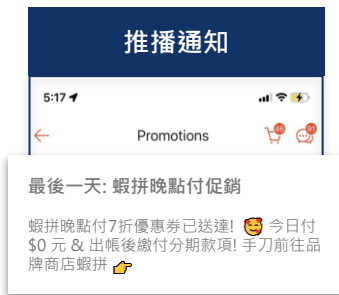 推播通知
5:17
Promotions
46
91
最後一天: 蝦拼晚點付促銷
蝦拼晚點付7折優惠券已送達! 🥰 今日付
$0 元 & 出帳後繳付分期款項! 手刀前往品
牌商店蝦拼 👉